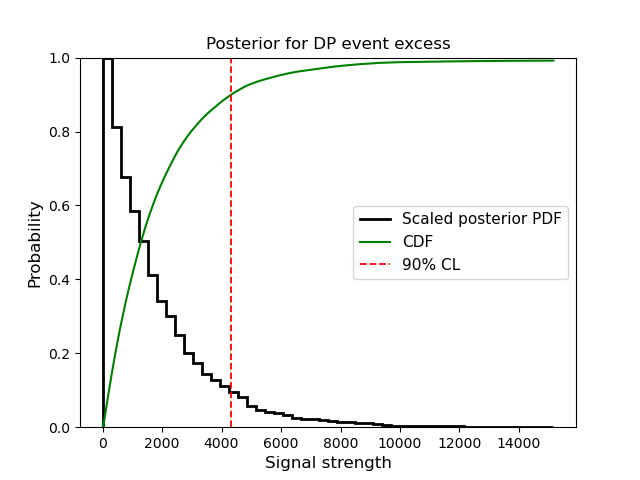 Posterior for DP event excess
1.0
0.8
0.6
0.4
0.2
0.0
Probability
Scaled posterior PDF
CDF
90% CL
0 2000 4000 6000 8000 10000 12000 14000
Signal strength